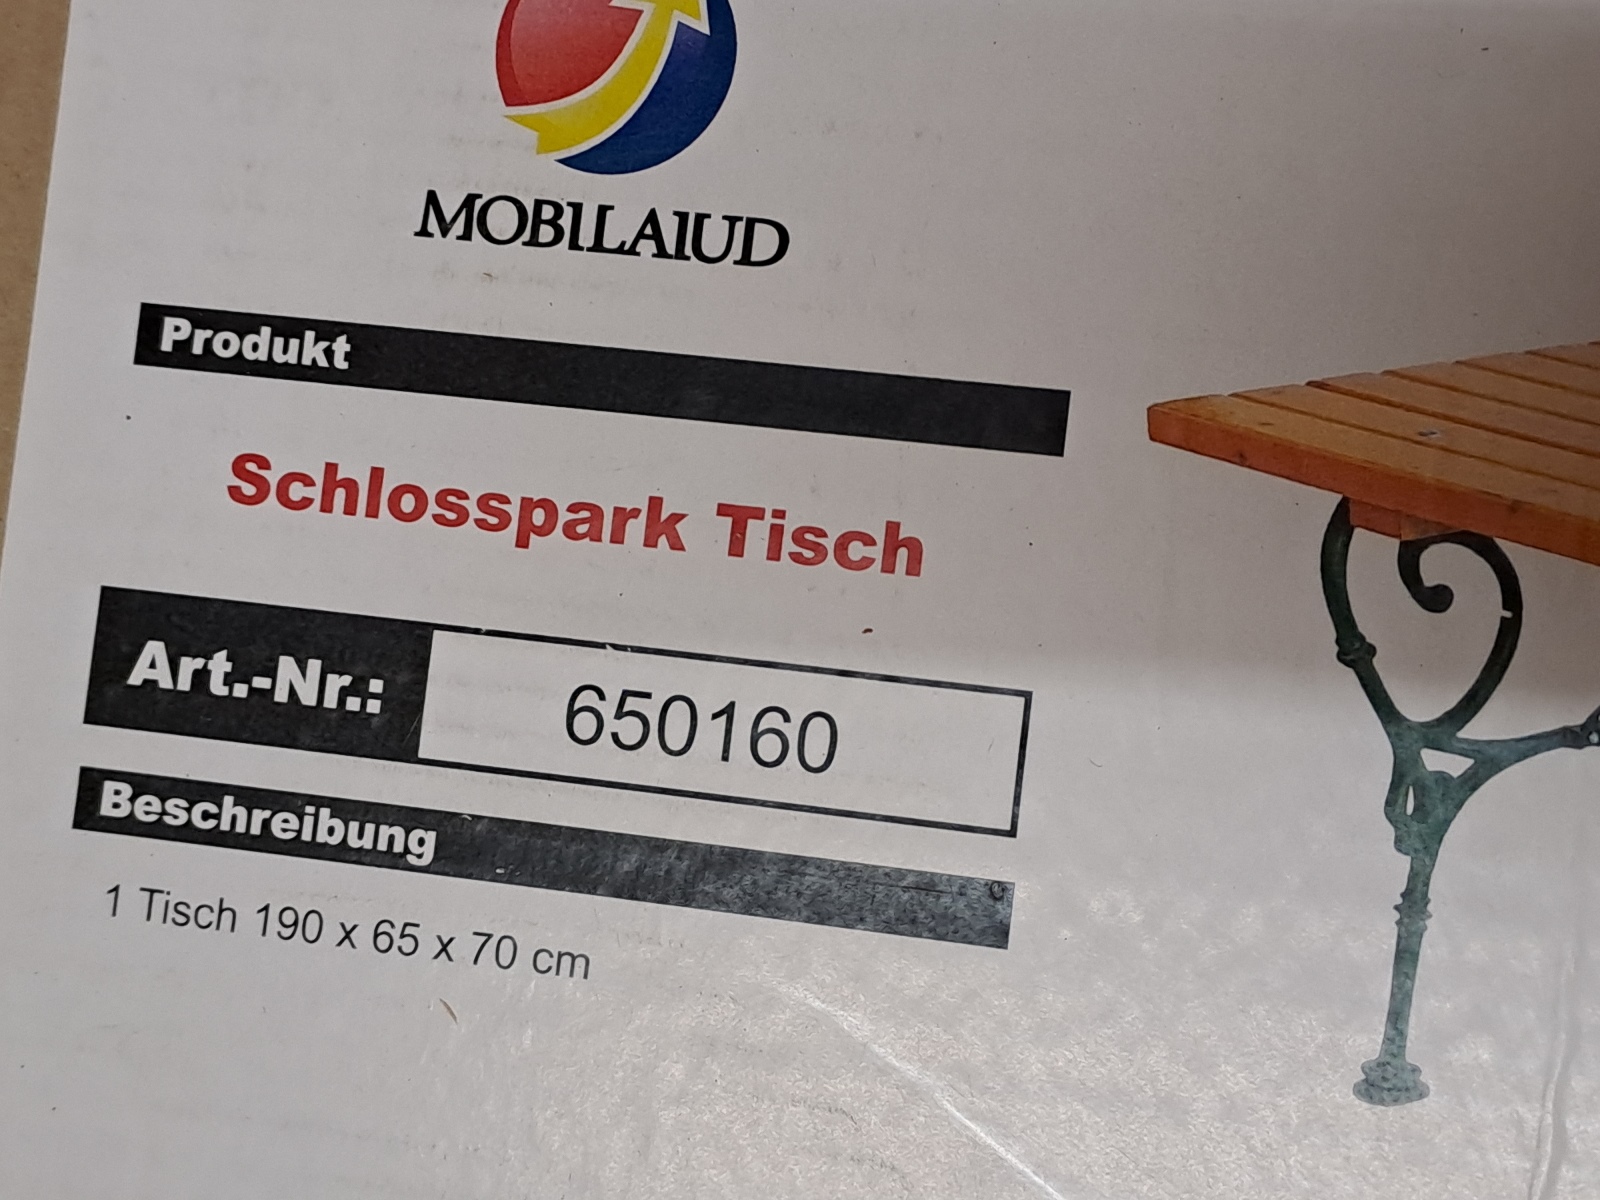 MOBILAIUD
Produkt
Schlosspark Tisch
Art.-Nr.: 650160
Beschreibung
1 Tisch 190 x 65 x 70 cm